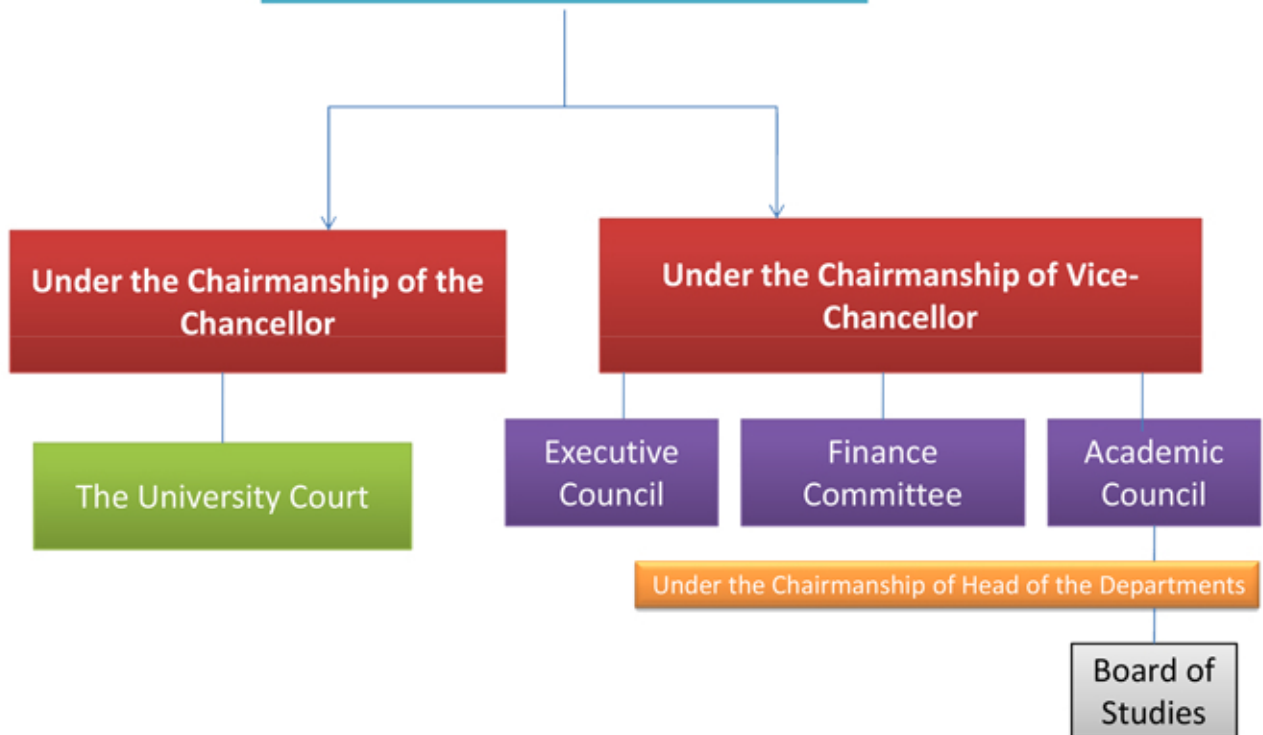 Under the Chairmanship of the
Chancellor
Under the Chairmanship of Vice-
Chancellor
The University Court
Executive
Council
Finance
Committee
Academic
Council
Under the Chairmanship of Head of the Departments
Board of
Studies